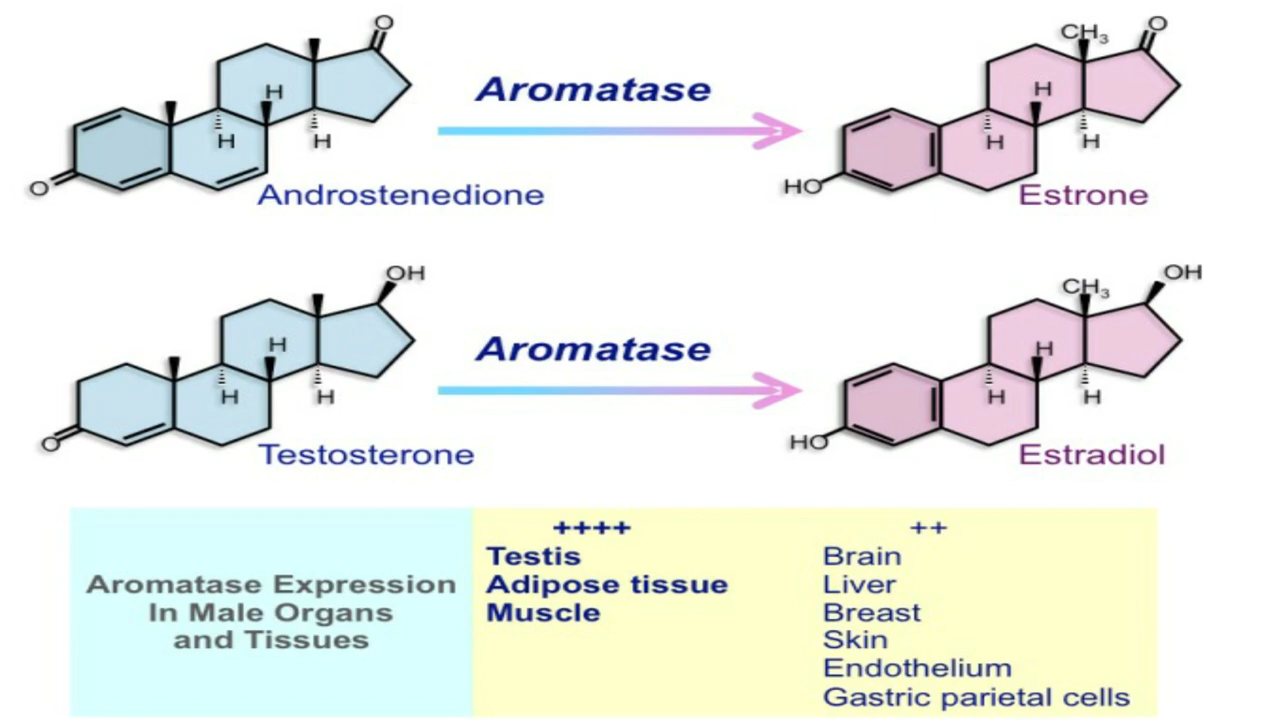 O
H
H
H
O
Androstenedione
Aromatase
CH3
O
H
H
H
HO
Estrone
OH
H
H
H
O
Testosterone
Aromatase
CH3
OH
H
H
H
HO
Estradiol
Aromatase Expression
In Male Organs
and Tissues
++++
Testis
Adipose tissue
Muscle
++
Brain
Liver
Breast
Skin
Endothelium
Gastric parietal cells